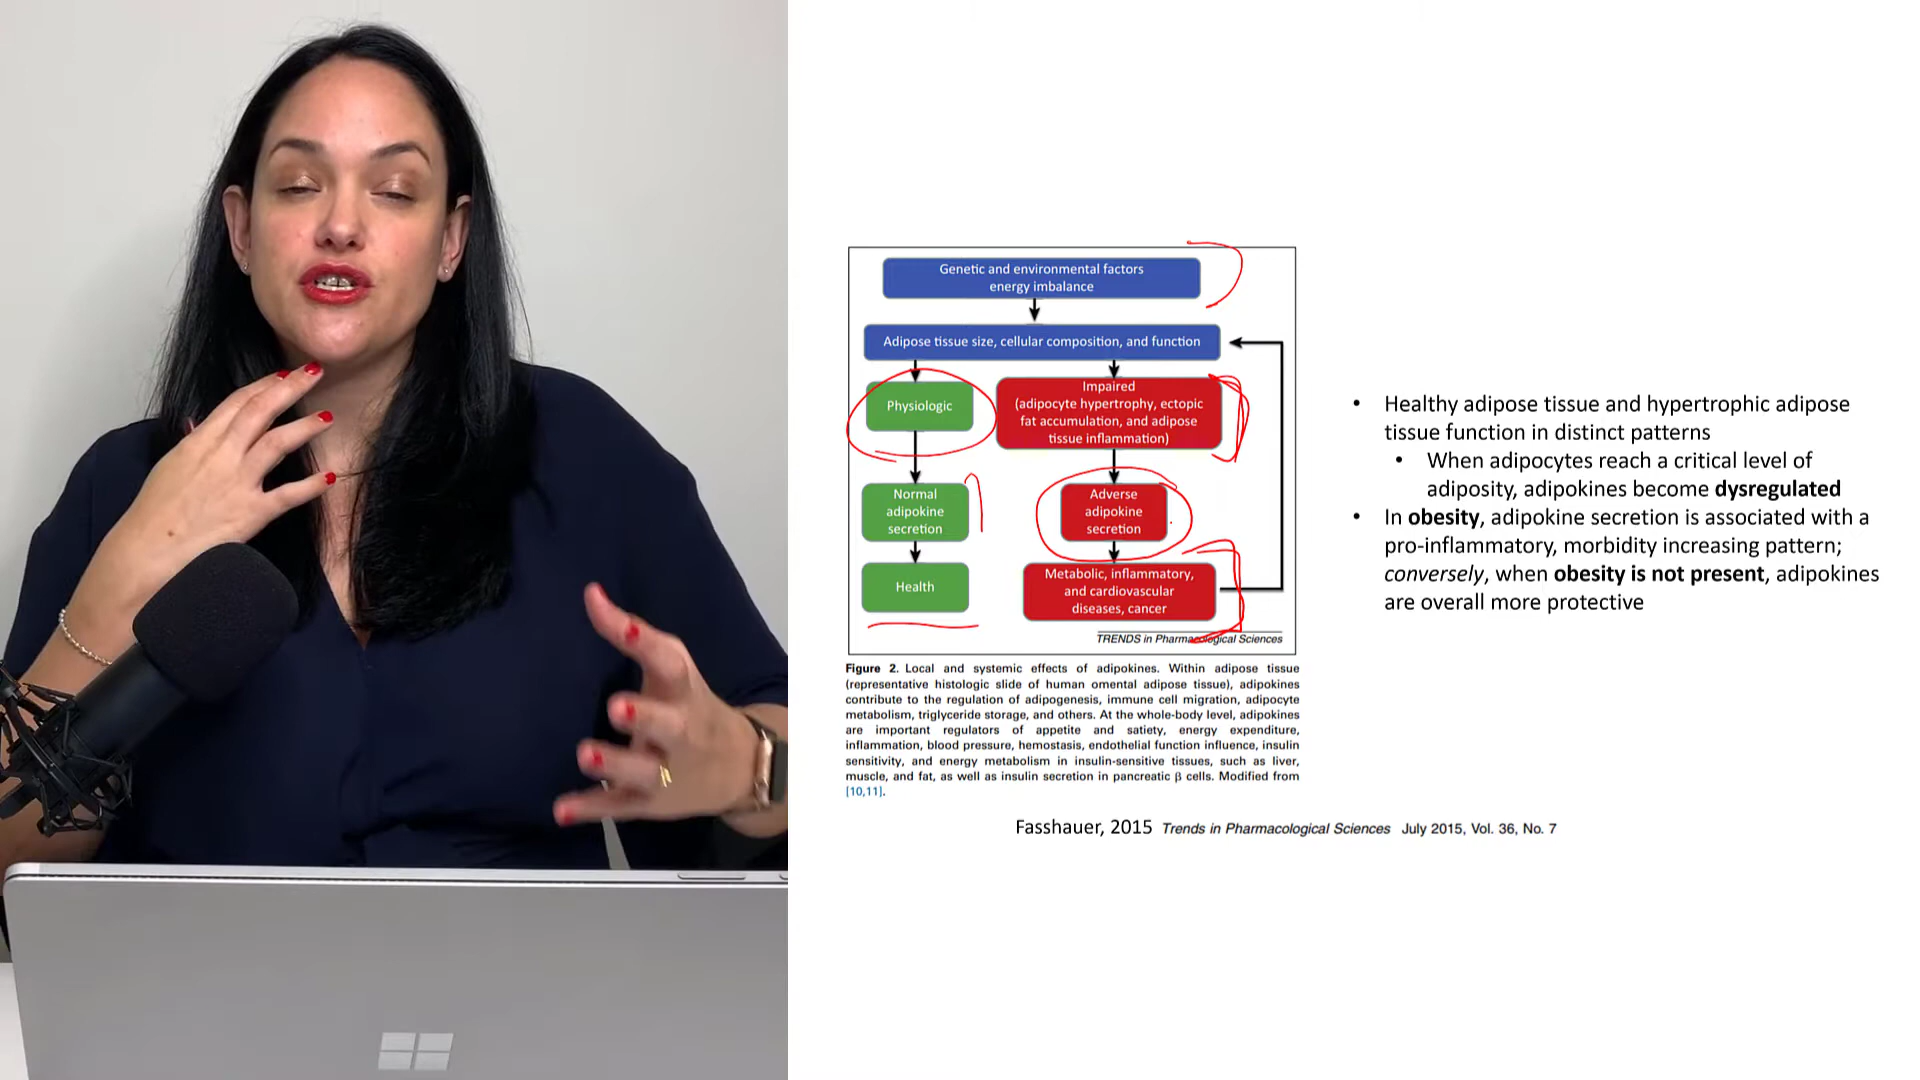 Genetic and environmental factors
energy imbalance
Adipose tissue size, cellular composition, and function
Physiologic
Impaired
(adipocyte hypertrophy, ectopic
fat accumulation, and adipose
tissue inflammation)
Normal
adipokine
secretion
Adverse
adipokine
secretion
Health
Metabolic, inflammatory,
and cardiovascular
diseases, cancer
TRENDS in Pharmacological Sciences
Figure 2. Local and systemic effects of adipokines. Within adipose tissue
(representative histologic slide of human omental adipose tissue), adipokines
contribute to the regulation of adipogenesis, immune cell migration, adipocyte
metabolism, triglyceride storage, and others. At the whole-body level, adipokines
are important regulators of appetite and satiety, energy expenditure,
inflammation, blood pressure, hemostasis, endothelial function influence, insulin
sensitivity, and energy metabolism in insulin-sensitive tissues, such as liver,
muscle, and fat, as well as insulin secretion in pancreatic β cells. Modified from
[10,11].
• Healthy adipose tissue and hypertrophic adipose
tissue function in distinct patterns
• When adipocytes reach a critical level of
adiposity, adipokines become dysregulated
• In obesity, adipokine secretion is associated with a
pro-inflammatory, morbidity increasing pattern;
conversely, when obesity is not present, adipokines
are overall more protective
Fasshauer, 2015 Trends in Pharmacological Sciences July 2015, Vol. 36, No. 7